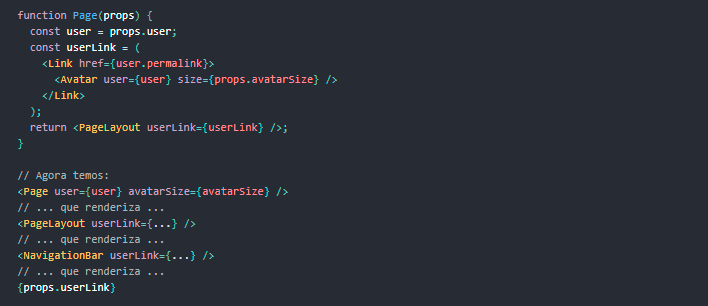 function Page(props) {
  const user = props.user;
  const userLink = (
    <Link href={user.permalink}>
      <Avatar user={user} size={props.avatarSize} />
    </Link>
  );
  return <PageLayout userLink={userLink} />;
}

// Agora temos:
<Page user={user} avatarSize={avatarSize} />
// ... que renderiza ...
<PageLayout userLink={...} />
// ... que renderiza ...
<NavigationBar userLink={...} />
// ... que renderiza ...
{props.userLink}